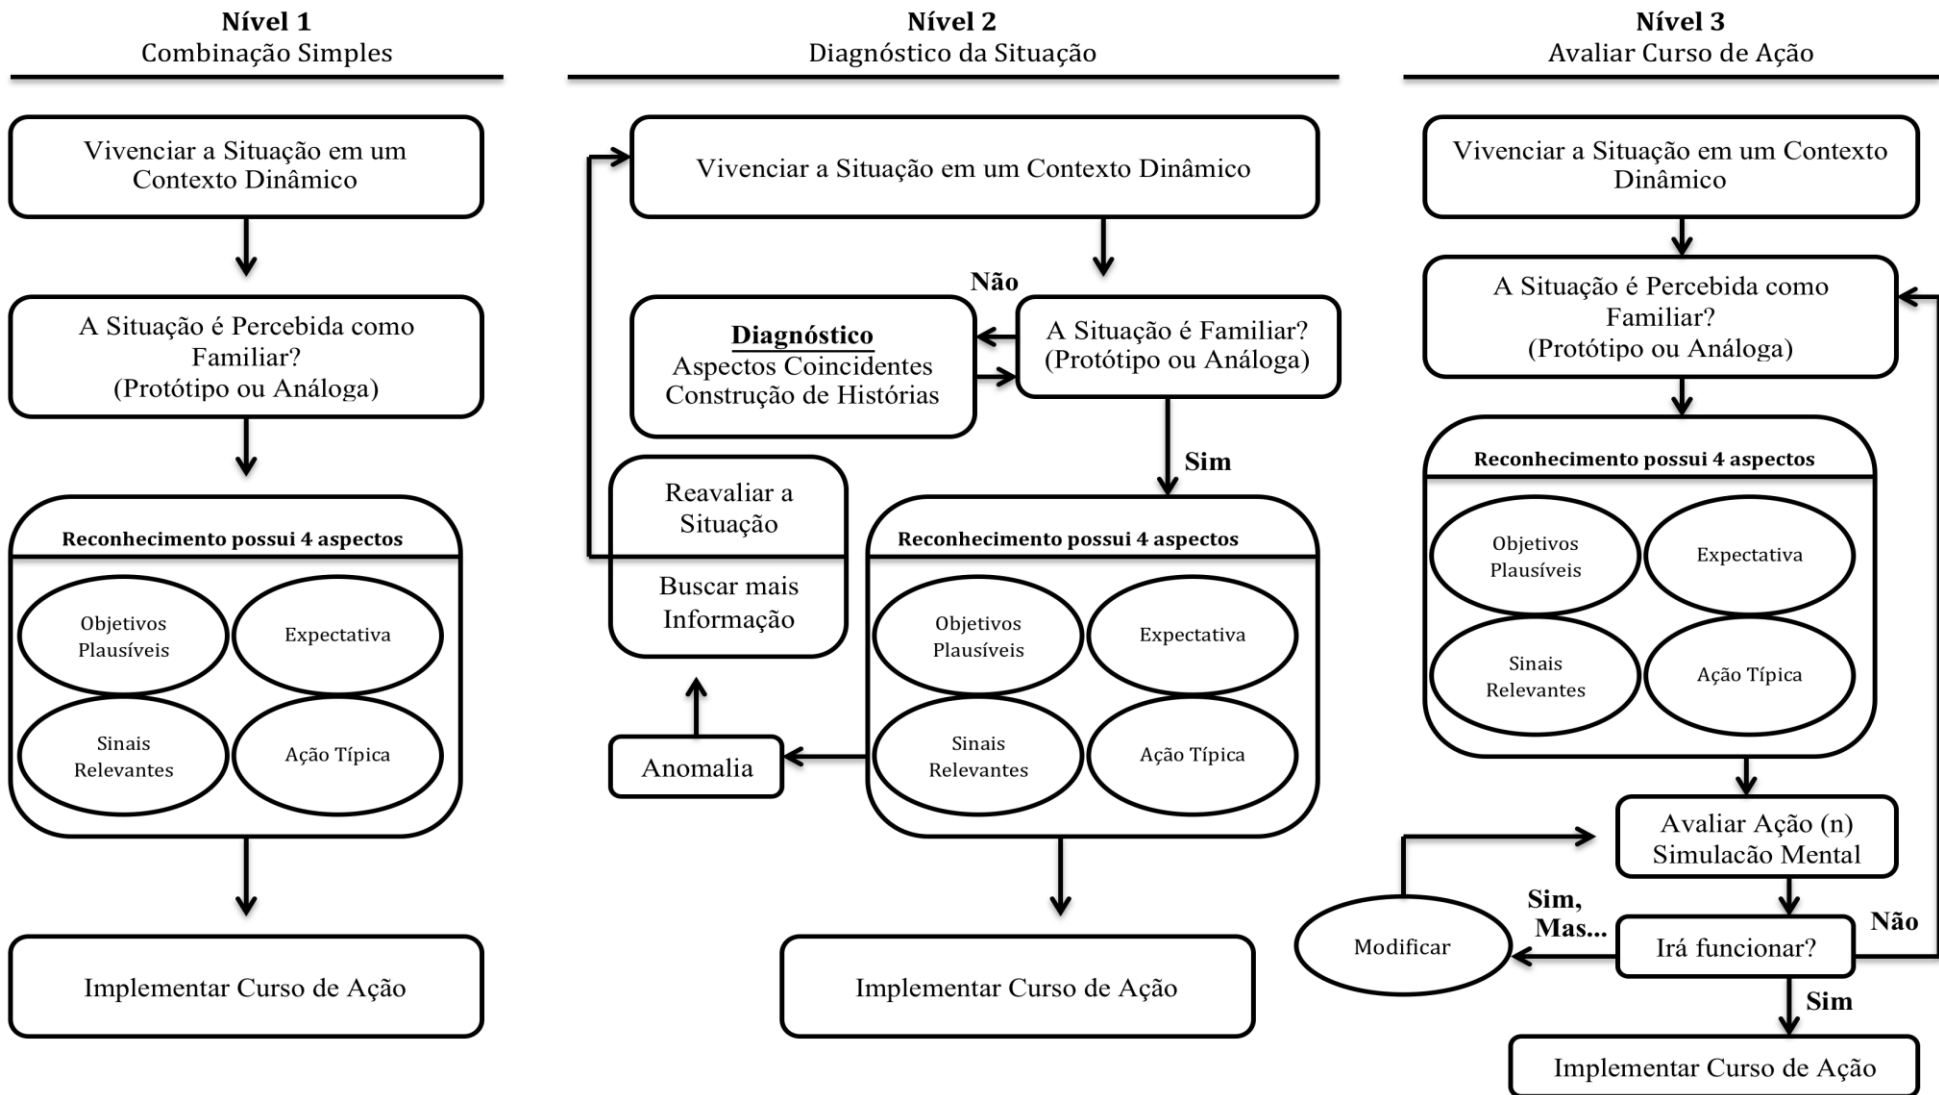 Nível 1
Combinação Simples
Vivenciar a Situação em um
Contexto Dinâmico
A Situação é Percebida como
Familiar?
(Protótipo ou Análoga)
Reconhecimento possui 4 aspectos
Objetivos
Plausíveis
Expectativa
Sinais
Relevantes
Ação Típica
Implementar Curso de Ação
Nível 2
Diagnóstico da Situação
Vivenciar a Situação em um Contexto Dinâmico
Não
Diagnóstico
Aspectos Coincidentes
Construção de Histórias
A Situação é Familiar?
(Protótipo ou Análoga)
Sim
Reavaliar a
Situação
Buscar mais
Informação
Anomalia
Reconhecimento possui 4 aspectos
Objetivos
Plausíveis
Expectativa
Sinais
Relevantes
Ação Típica
Implementar Curso de Ação
Nível 3
Avaliar Curso de Ação
Vivenciar a Situação em um Contexto
Dinâmico
A Situação é Percebida como
Familiar?
(Protótipo ou Análoga)
Reconhecimento possui 4 aspectos
Objetivos
Plausíveis
Expectativa
Sinais
Relevantes
Ação Típica
Avaliar Ação (n)
Simulacão Mental
Sim,
Mas...
Modificar
Irá funcionar?
Não
Sim
Implementar Curso de Ação